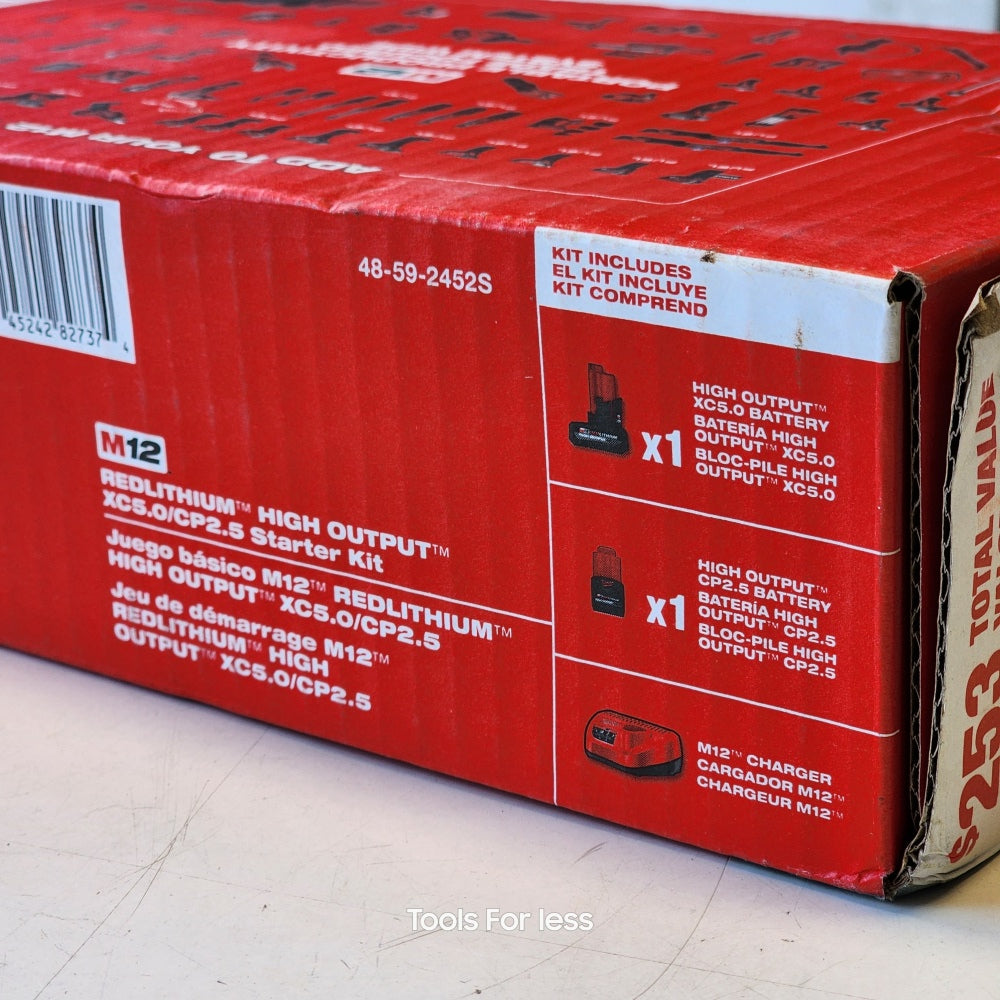 ADD TO YOUR M12
45242 82737 4
48-59-2452S
M12
REDLITHIUM™ HIGH OUTPUT™
XC5.0/CP2.5 Starter Kit
Juego básico M12™ REDLITHIUM™
HIGH OUTPUT™ XC5.0/CP2.5
Jeu de démarrage M12™
REDLITHIUM™ HIGH
OUTPUT™ XC5.0/CP2.5
KIT INCLUDES
EL KIT INCLUYE
KIT COMPREND
x1
HIGH OUTPUT™
XC5.0 BATTERY
BATERÍA HIGH
OUTPUT™ XC5.0
BLOC-PILE HIGH
OUTPUT™ XC5.0
x1
HIGH OUTPUT™
CP2.5 BATTERY
BATERÍA HIGH
OUTPUT™ CP2.5
BLOC-PILE HIGH
OUTPUT™ CP2.5
M12™ CHARGER
CARGADOR M12™
CHARGEUR M12™
$253 TOTAL VALUE
Tools For less